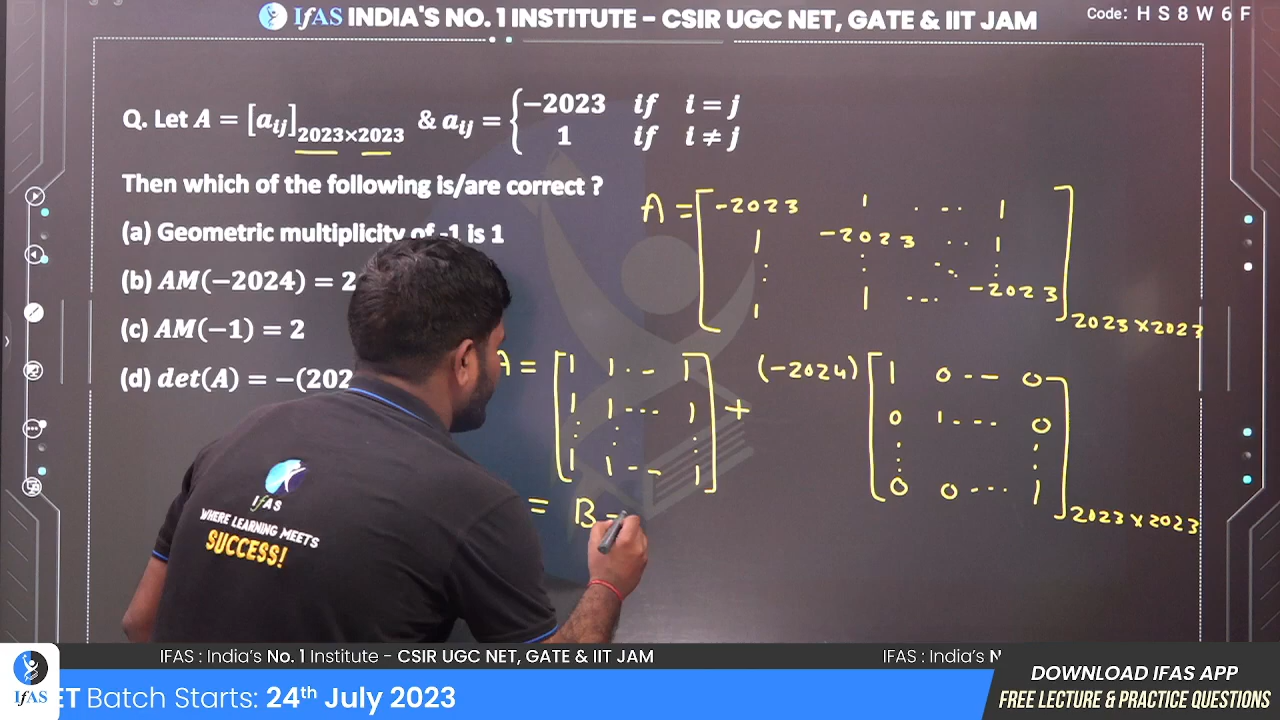 IFAS INDIA'S NO. 1 INSTITUTE - CSIR UGC NET, GATE & IIT JAM
Code: H S 8 W 6 F
Q. Let A = [a_ij]_2023×2023 & a_ij = { -2023 if i = j
1 if i ≠ j
Then which of the following is/are correct ?
(a) Geometric multiplicity of -1 is 1
(b) AM(-2024) = 2
(c) AM(-1) = 2
(d) det(A) = -(202
A = [ -2023 1 . -- 1
1 -2023 .. 1
: : ⋱ :
1 1 ... -2023 ] 2023 × 2023
A = [ 1 1 . - 1 + (-2024) [ 1 0 -- 0
1 1 --- 1 0 1 --- 0
: : : : :
1 1 -- 1 ] 0 0 --- 1 ] 2023 × 2023
= B -
IFAS
WHERE LEARNING MEETS
SUCCESS!
IFAS : India's No. 1 Institute - CSIR UGC NET, GATE & IIT JAM
IFAS : India's N
DOWNLOAD IFAS APP
FREE LECTURE & PRACTICE QUESTIONS
IFAS
ET Batch Starts: 24th July 2023